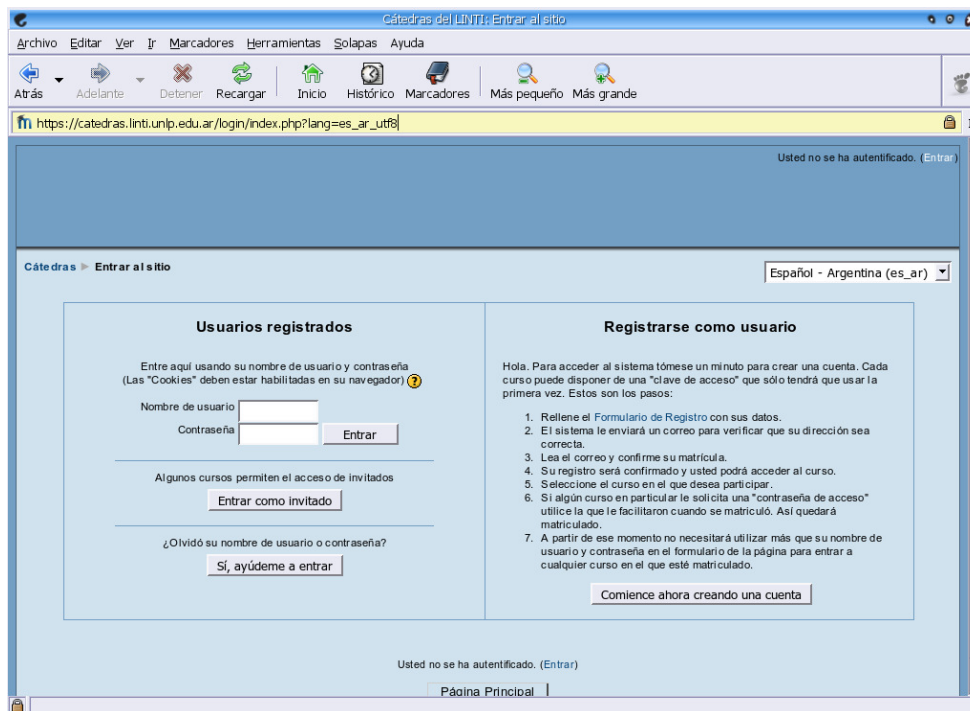 Cátedras del LINTI: Entrar al sitio
Archivo Editar Ver Ir Marcadores Herramientas Solapas Ayuda
Atrás Adelante Detener Recargar Inicio Histórico Marcadores Más pequeño Más grande
https://catedras.linti.unlp.edu.ar/login/index.php?lang=es_ar_utf8
Usted no se ha autentificado. (Entrar)
Cátedras ► Entrar al sitio
Español - Argentina (es_ar)
Usuarios registrados
Entre aquí usando su nombre de usuario y contraseña
(Las "Cookies" deben estar habilitadas en su navegador) ?
Nombre de usuario
Contraseña
Entrar
Algunos cursos permiten el acceso de invitados
Entrar como invitado
¿Olvidó su nombre de usuario o contraseña?
Sí, ayúdeme a entrar
Registrarse como usuario
Hola. Para acceder al sistema tómese un minuto para crear una cuenta. Cada
curso puede disponer de una "clave de acceso" que sólo tendrá que usar la
primera vez. Estos son los pasos:
1. Rellene el Formulario de Registro con sus datos.
2. El sistema le enviará un correo para verificar que su dirección sea
correcta.
3. Lea el correo y confirme su matrícula.
4. Su registro será confirmado y usted podrá acceder al curso.
5. Seleccione el curso en el que desea participar.
6. Si algún curso en particular le solicita una "contraseña de acceso"
utilice la que le facilitaron cuando se matriculó. Así quedará
matriculado.
7. A partir de ese momento no necesitará utilizar más que su nombre de
usuario y contraseña en el formulario de la página para entrar a
cualquier curso en el que esté matriculado.
Comience ahora creando una cuenta
Usted no se ha autentificado. (Entrar)
Página Principal